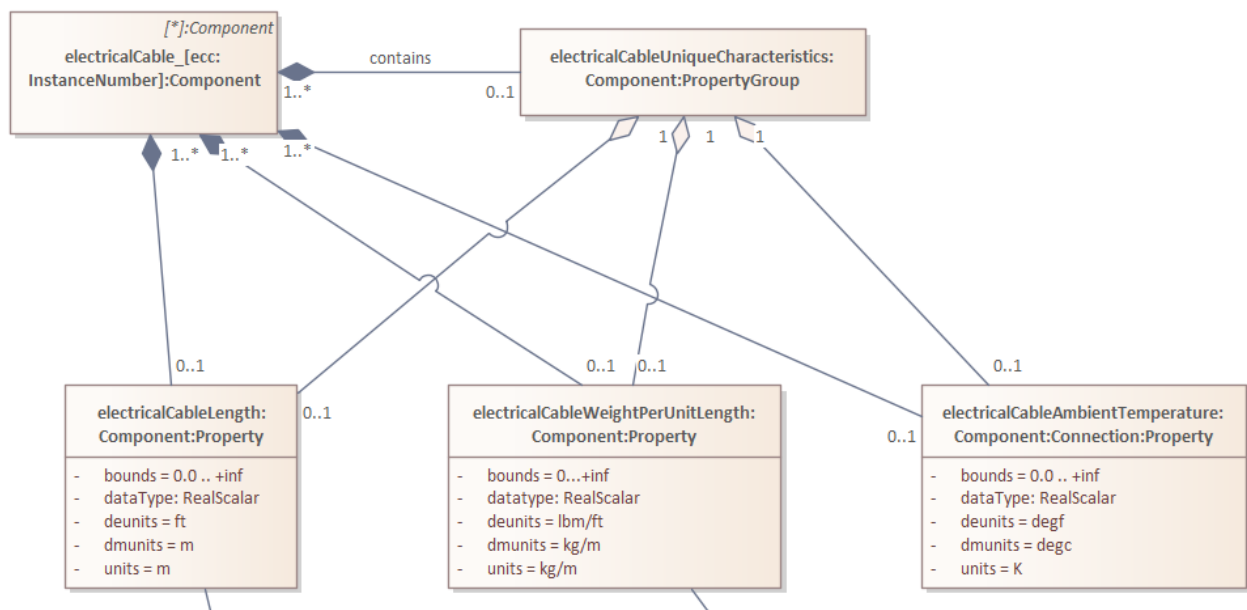 [*]:Component
electricalCable_[ecc:
InstanceNumber]:Component
contains
1..*
0..1
electricalCableUniqueCharacteristics:
Component:PropertyGroup
1..*
1..*
1..*
1
1
1
0..1
0..1
0..1
0..1
0..1
0..1
electricalCableLength:
Component:Property
- bounds = 0.0 .. +inf
- dataType: RealScalar
- deunits = ft
- dmunits = m
- units = m
electricalCableWeightPerUnitLength:
Component:Property
- bounds = 0...+inf
- datatype: RealScalar
- deunits = lbm/ft
- dmunits = kg/m
- units = kg/m
electricalCableAmbientTemperature:
Component:Connection:Property
- bounds = 0.0 .. +inf
- dataType: RealScalar
- deunits = degf
- dmunits = degc
- units = K